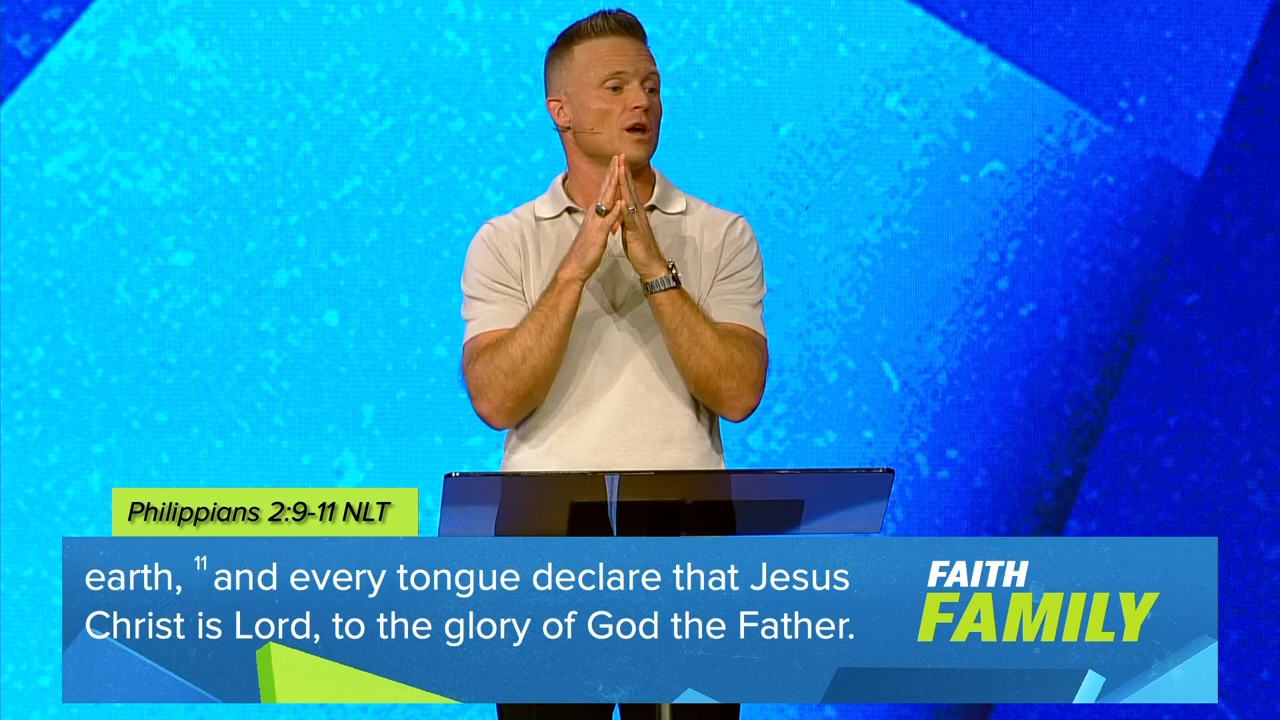 Philippians 2:9-11 NLT
earth, ¹¹ and every tongue declare that Jesus
Christ is Lord, to the glory of God the Father.
FAITH
FAMILY